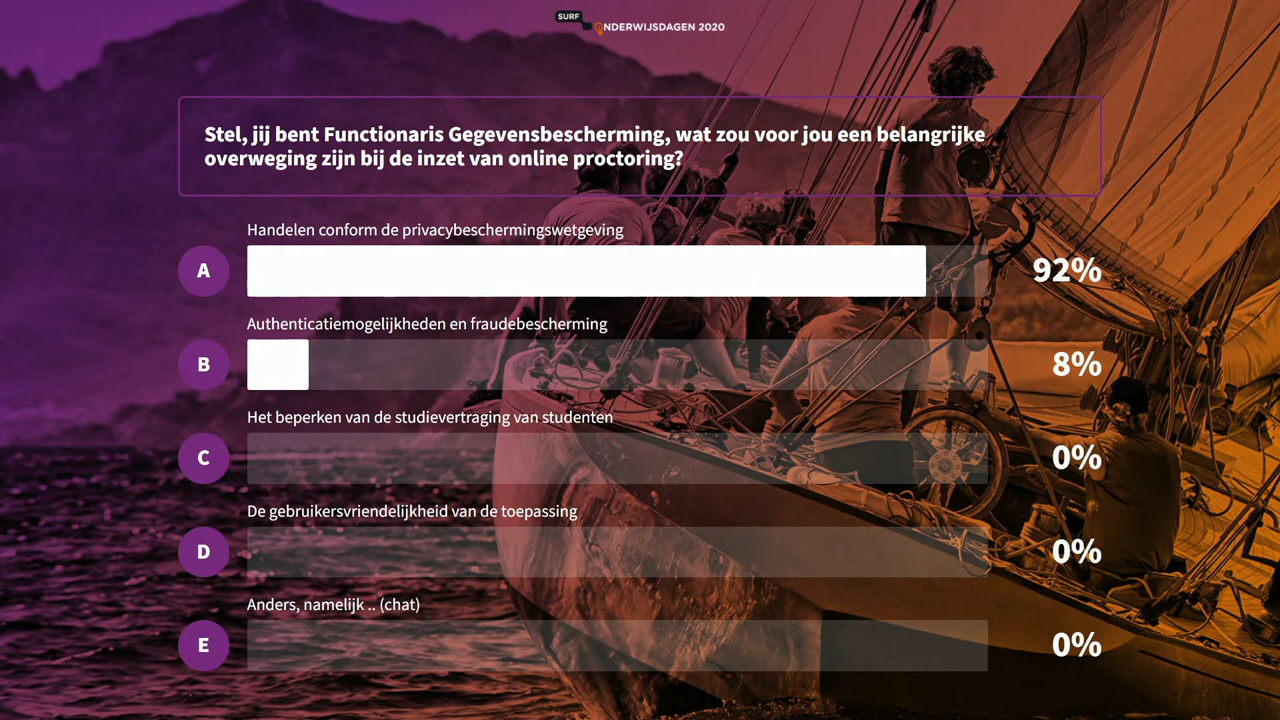 SURF
ONDERWIJSDAGEN 2020
Stel, jij bent Functionaris Gegevensbescherming, wat zou voor jou een belangrijke
overweging zijn bij de inzet van online proctoring?
Handelen conform de privacybeschermingswetgeving
A
92%
Authenticatiemogelijkheden en fraudebescherming
B
8%
Het beperken van de studievertraging van studenten
C
0%
De gebruikersvriendelijkheid van de toepassing
D
0%
Anders, namelijk .. (chat)
E
0%